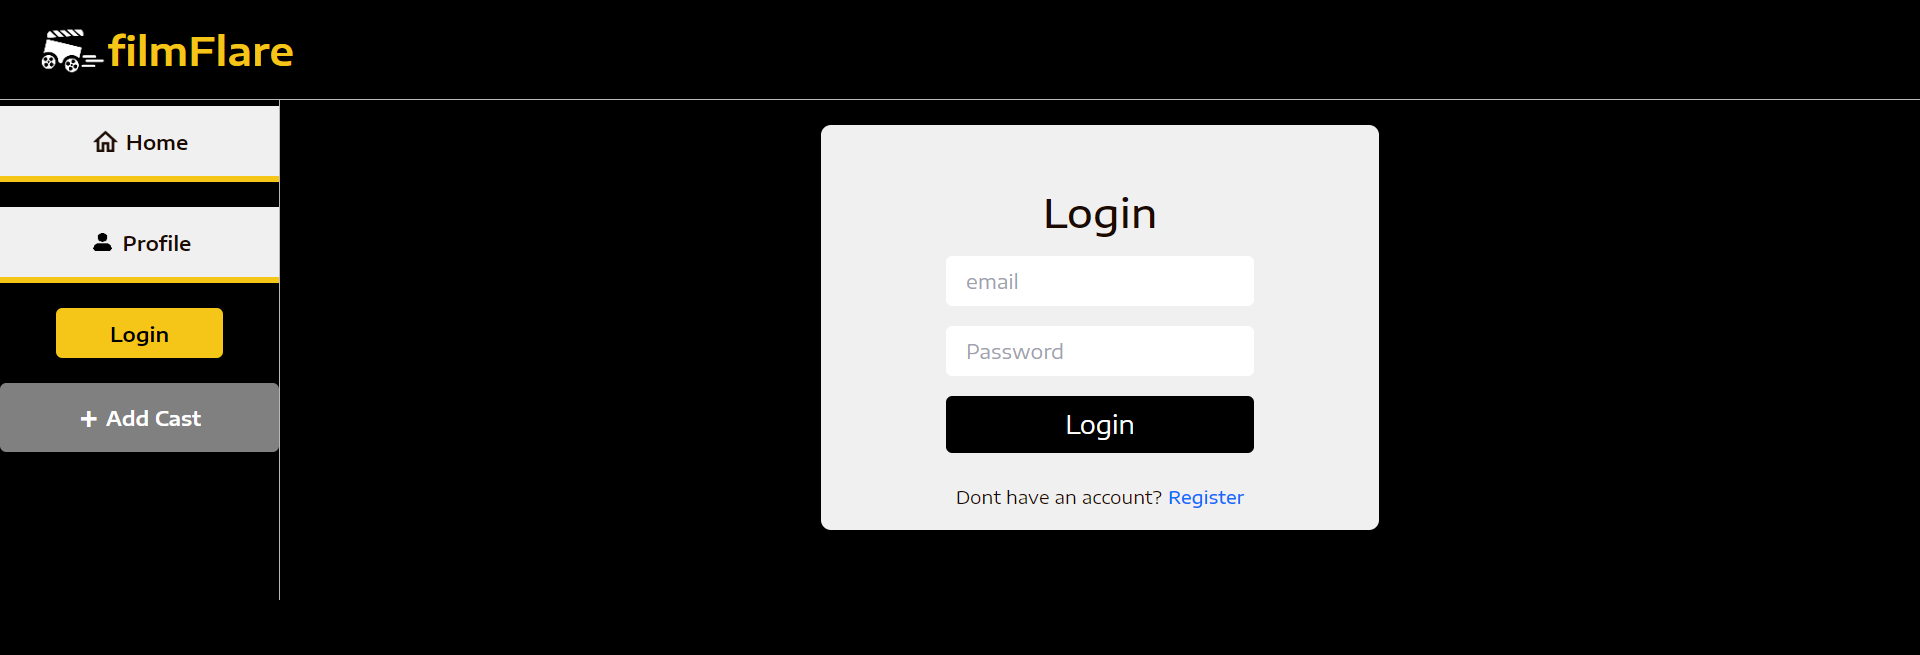 filmFlare
Home
Profile
Login
+ Add Cast
Login
email
Password
Login
Dont have an account? Register